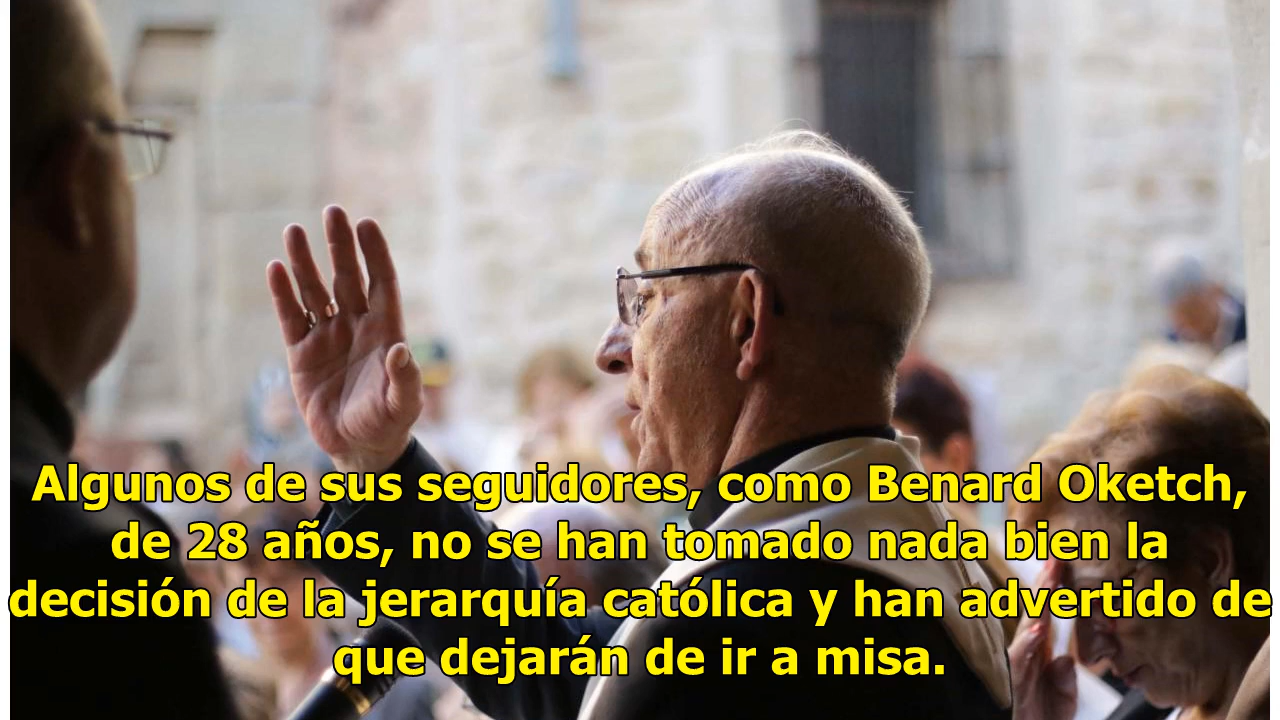 Algunos de sus seguidores, como Benard Oketch,
de 28 años, no se han tomado nada bien la
decisión de la jerarquía católica y han advertido de
que dejarán de ir a misa.